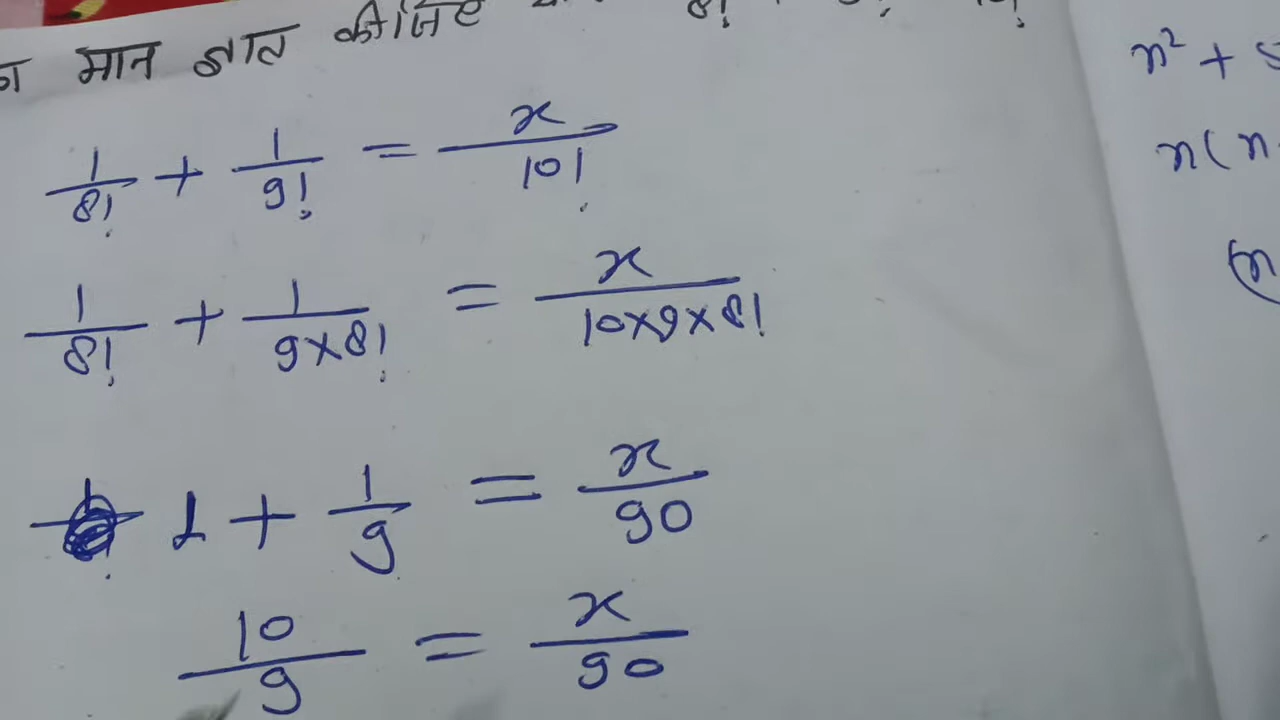 मान ज्ञात कीजिए
1/8! + 1/9! = x/10!
1/8! + 1/9×8! = x/10×9×8!
1 + 1/9 = x/90
10/9 = x/90
n² +
n(n
(n